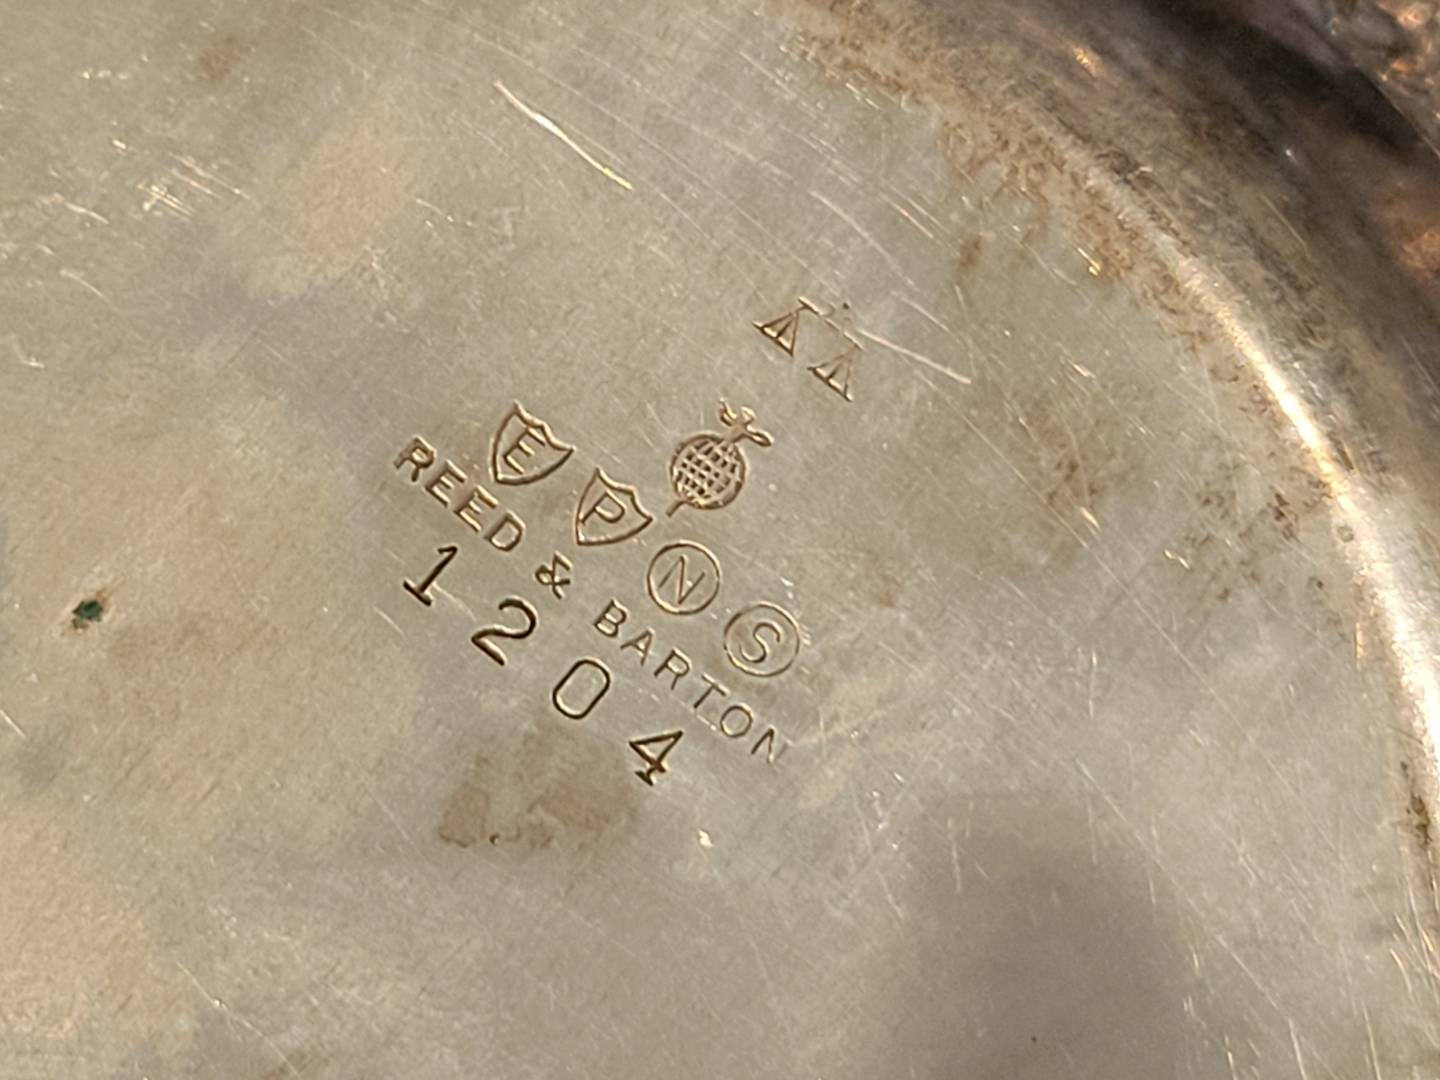 E P N S
REED & BARTON
1204